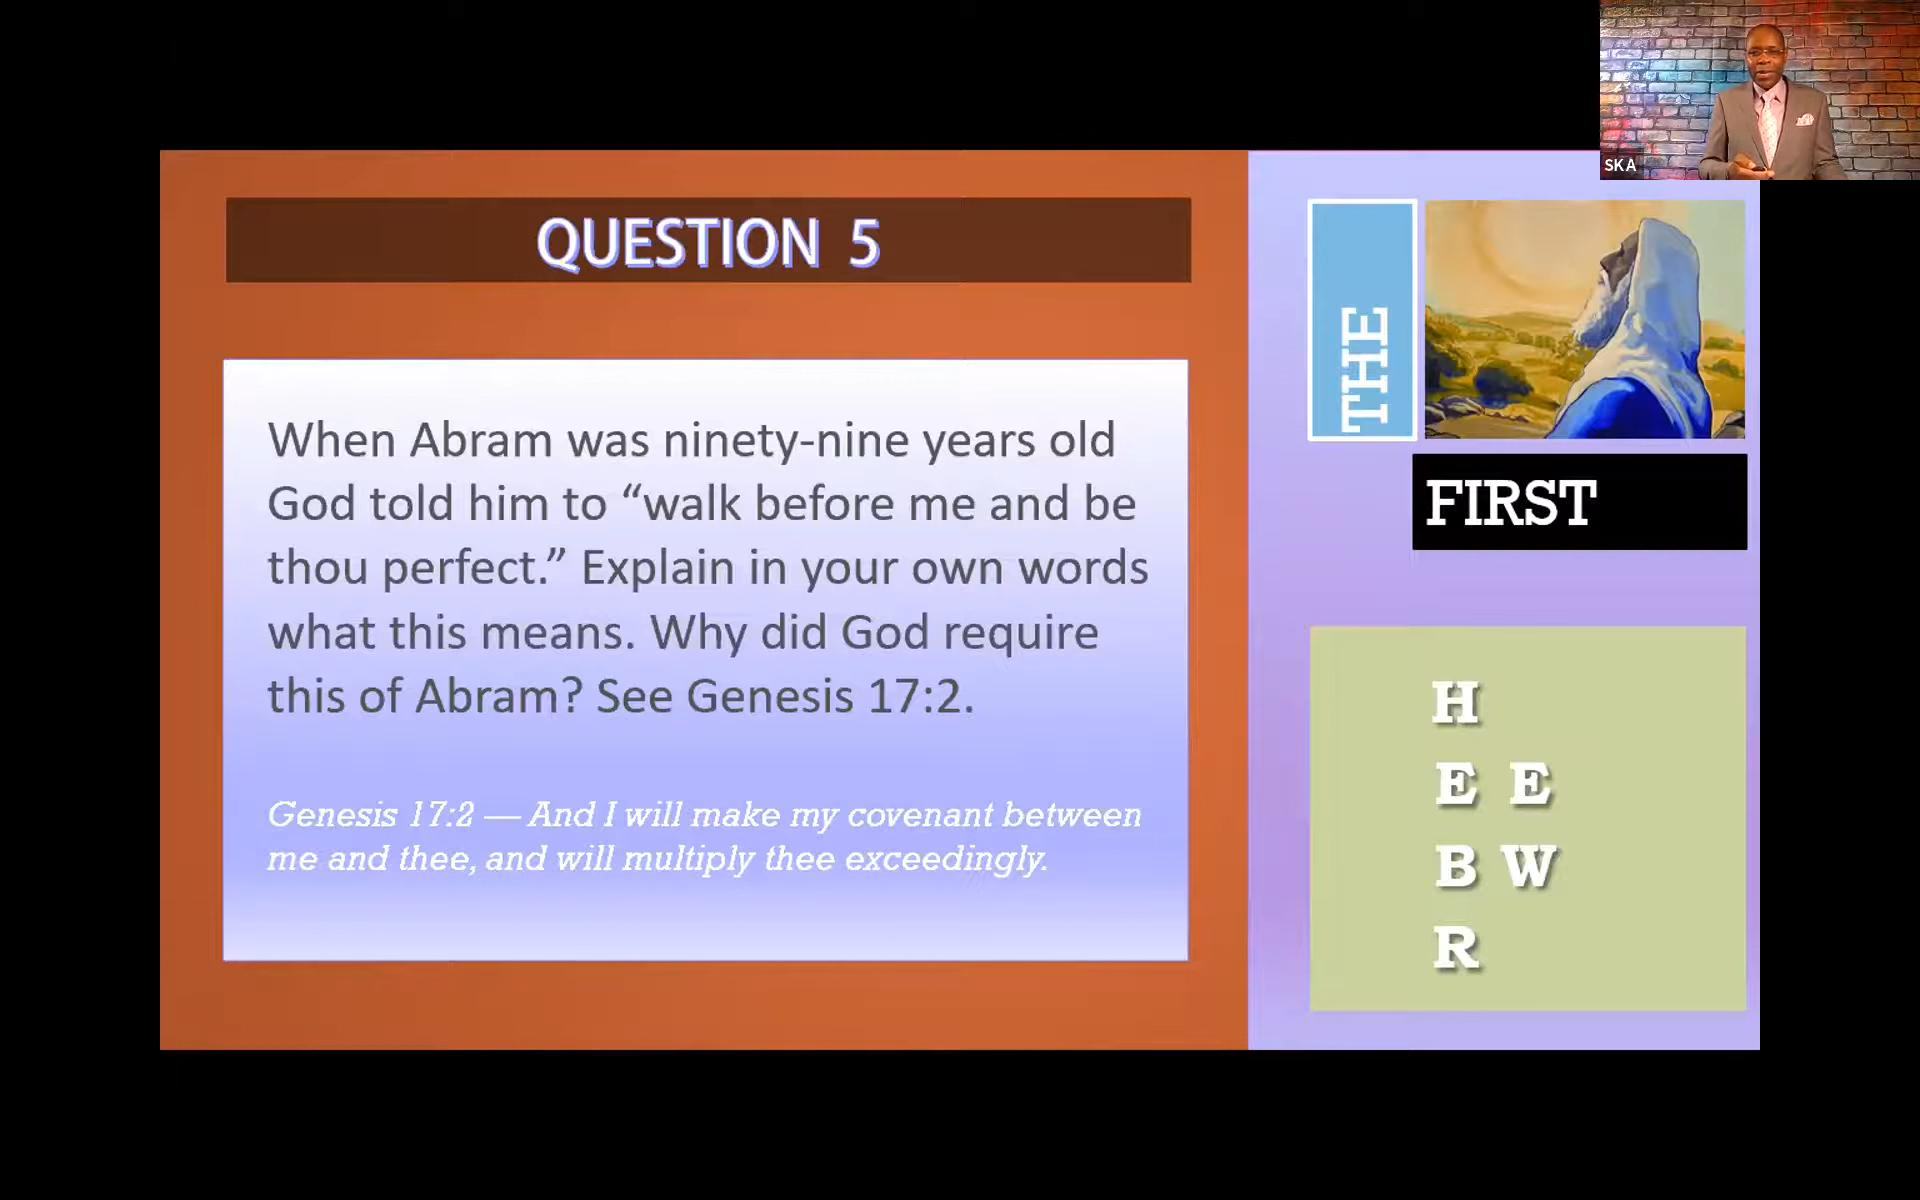 SKA
QUESTION 5
When Abram was ninety-nine years old
God told him to “walk before me and be
thou perfect.” Explain in your own words
what this means. Why did God require
this of Abram? See Genesis 17:2.
Genesis 17:2 — And I will make my covenant between
me and thee, and will multiply thee exceedingly.
THE
FIRST
H
E E
B W
R